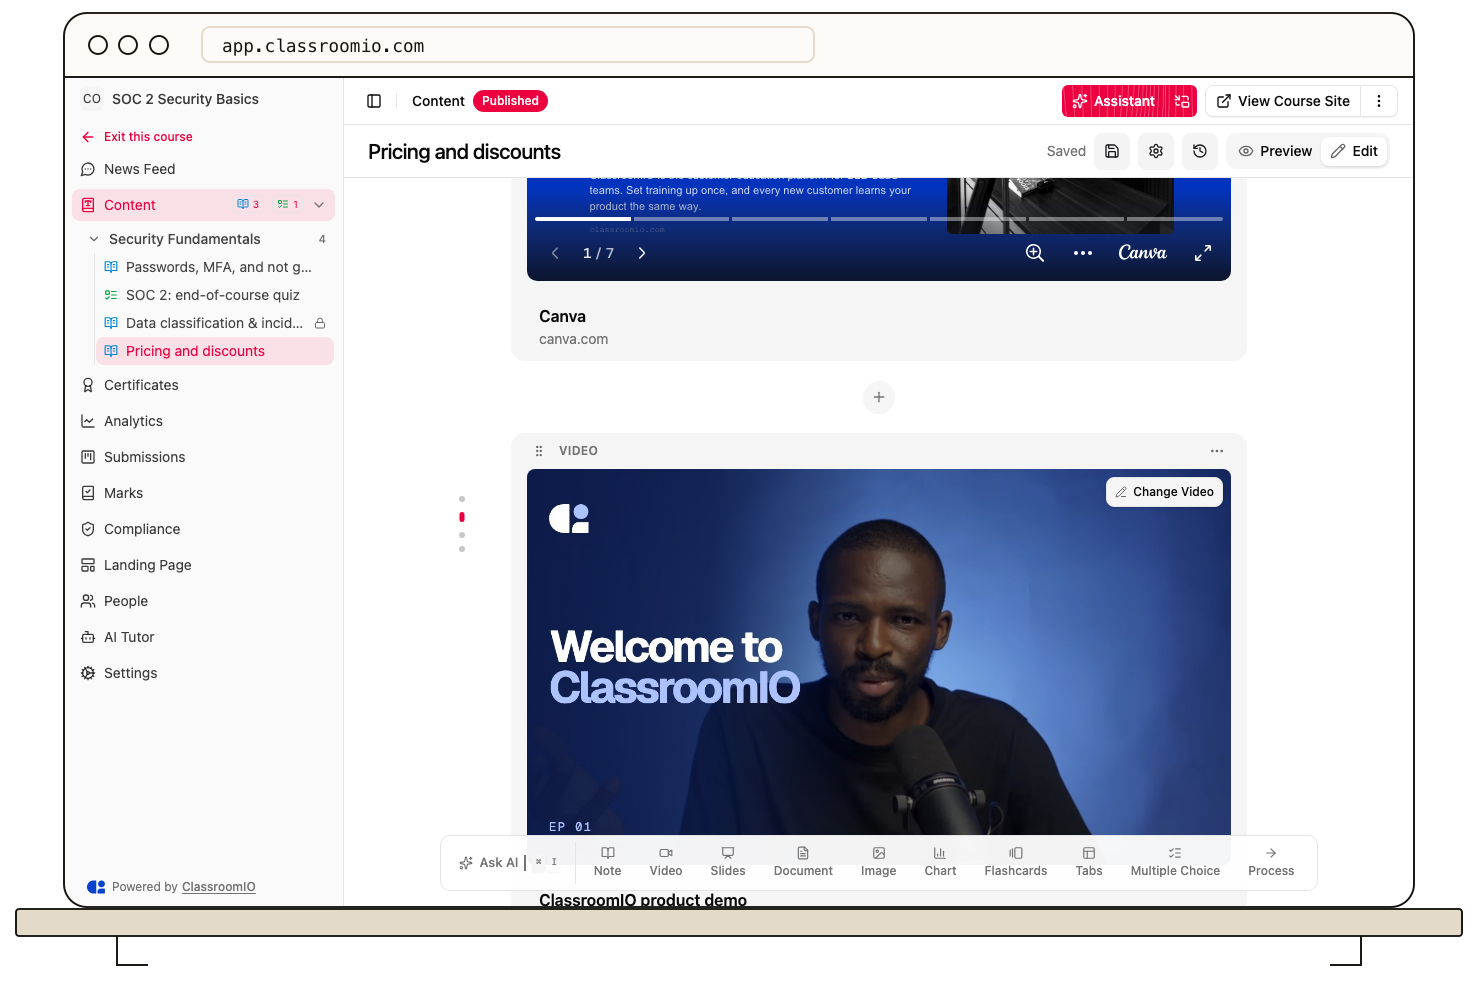 app.classroomio.com
CO SOC 2 Security Basics
Exit this course
News Feed
Content 3 1
Security Fundamentals 4
Passwords, MFA, and not g...
SOC 2: end-of-course quiz
Data classification & incid...
Pricing and discounts
Certificates
Analytics
Submissions
Marks
Compliance
Landing Page
People
AI Tutor
Settings
Powered by ClassroomIO
Content Published
Assistant
View Course Site
Pricing and discounts
Saved
Preview
Edit
teams. Set training up once, and every new customer learns your
product the same way.
classroomio.com
1 / 7
Canva
Canva
canva.com
VIDEO
Change Video
Welcome to
ClassroomIO
EP 01
Ask AI ⌘ I
Note
Video
Slides
Document
Image
Chart
Flashcards
Tabs
Multiple Choice
Process
ClassroomIO product demo